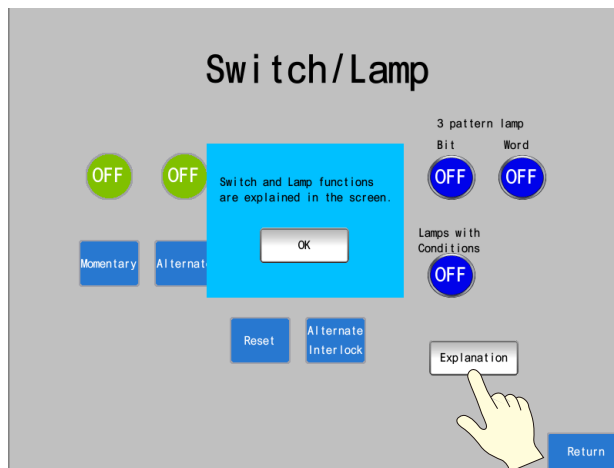 Switch/Lamp
3 pattern lamp
Bit Word
OFF OFF OFF OFF
Switch and Lamp functions
are explained in the screen.
OK
Lamps with
Conditions
OFF
Momentary
Alternat
Reset
Alternate
Interlock
Explanation
Return